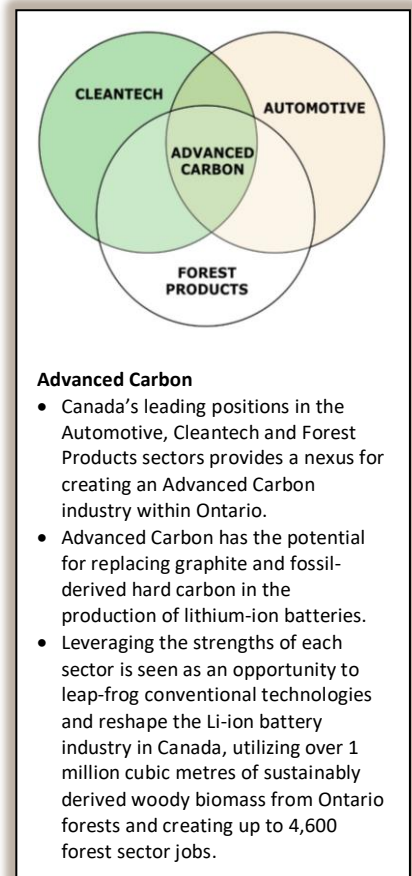 CLEANTECH
AUTOMOTIVE
ADVANCED
CARBON
FOREST
PRODUCTS
Advanced Carbon
• Canada's leading positions in the
Automotive, Cleantech and Forest
Products sectors provides a nexus for
creating an Advanced Carbon
industry within Ontario.
• Advanced Carbon has the potential
for replacing graphite and fossil-
derived hard carbon in the
production of lithium-ion batteries.
• Leveraging the strengths of each
sector is seen as an opportunity to
leap-frog conventional technologies
and reshape the Li-ion battery
industry in Canada, utilizing over 1
million cubic metres of sustainably
derived woody biomass from Ontario
forests and creating up to 4,600
forest sector jobs.